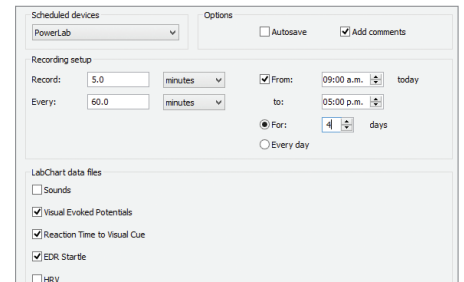 Scheduled devices
Options
PowerLab
Autosave
Add comments
Recording setup
Record: 5.0 minutes From: 09:00 a.m. today
Every: 60.0 minutes to: 05:00 p.m.
For: 4 days
Every day
LabChart data files
Sounds
Visual Evoked Potentials
Reaction Time to Visual Cue
EDR Startle
HRV